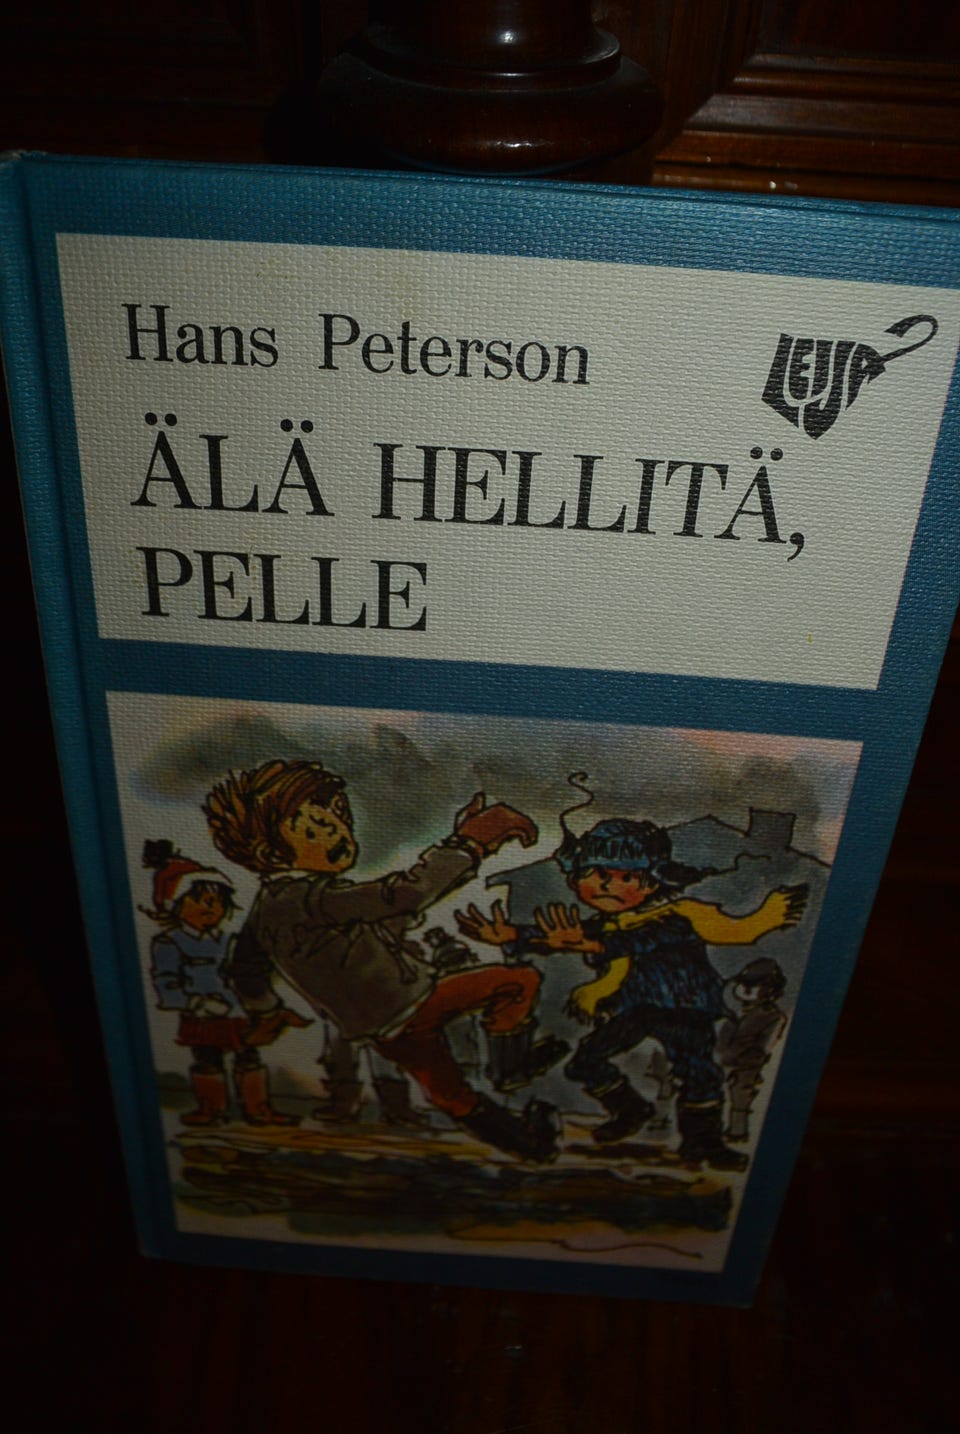 Hans Peterson
LEIJA
ÄLÄ HELLITÄ,
PELLE